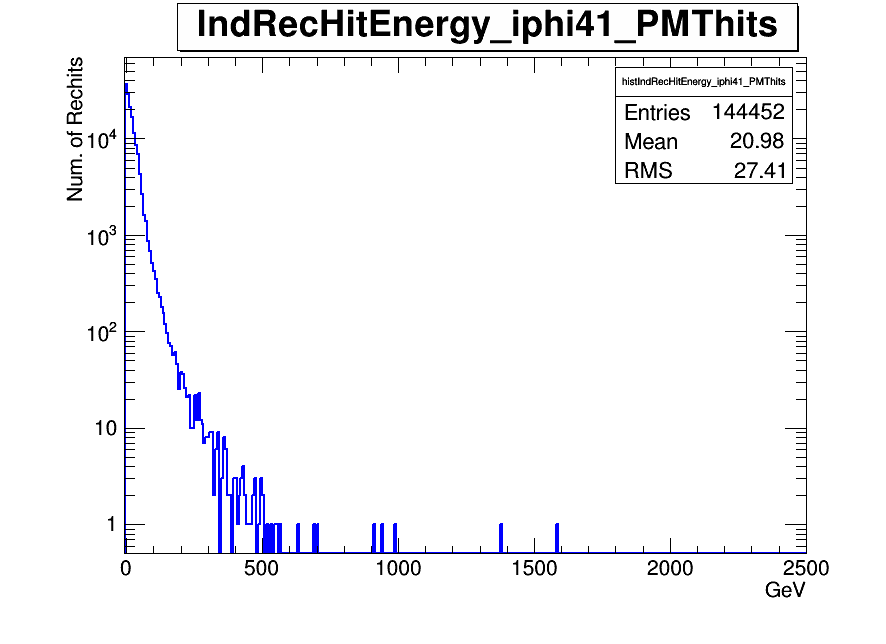 IndRecHitEnergy_iphi41_PMThits
histIndRecHitEnergy_iphi41_PMThits
Entries 144452
Mean 20.98
RMS 27.41
Num. of Rechits
10^4
10^3
10^2
10
1
0 500 1000 1500 2000 2500
GeV